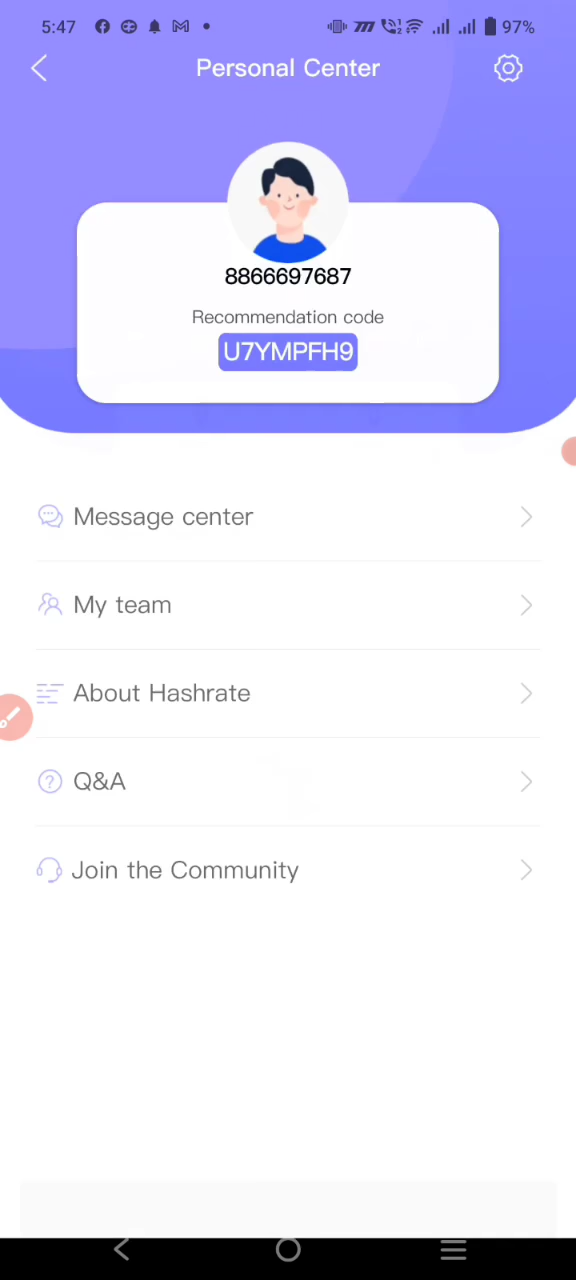 5:47 97%
Personal Center
8866697687
Recommendation code
U7YMPFH9
Message center
My team
About Hashrate
Q&A
Join the Community